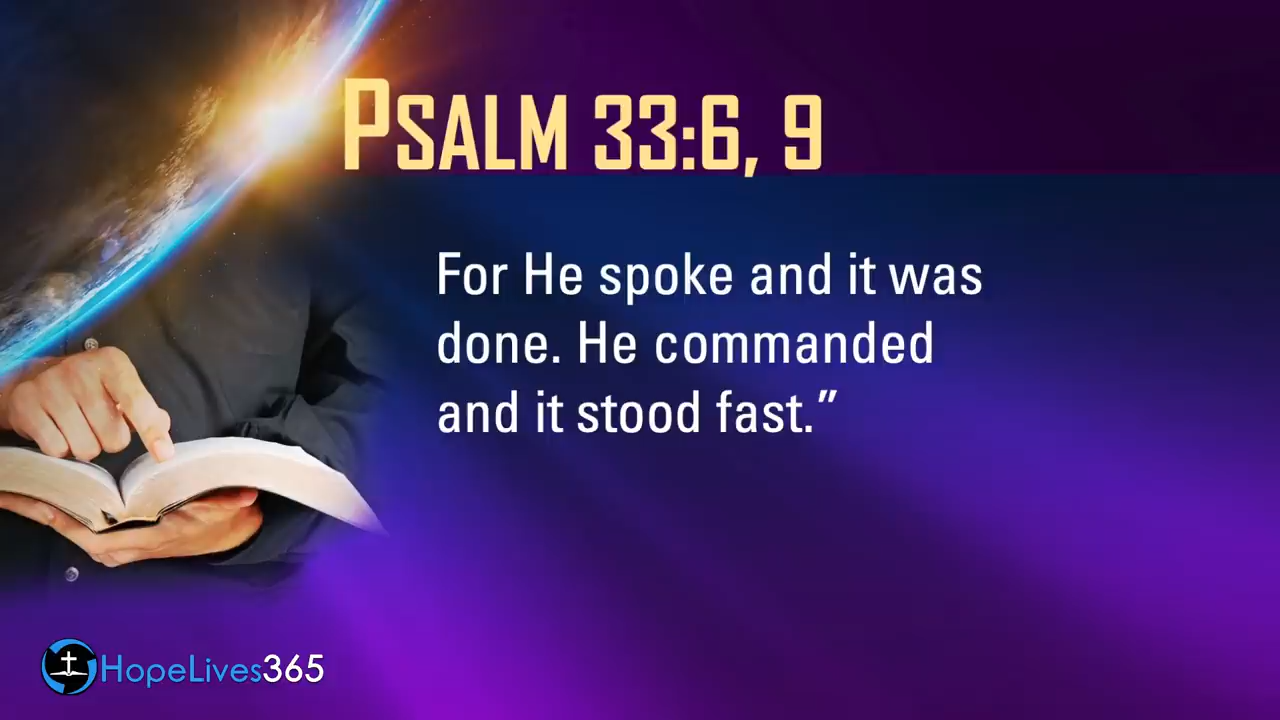 PSALM 33:6, 9
For He spoke and it was
done. He commanded
and it stood fast.”
HopeLives365